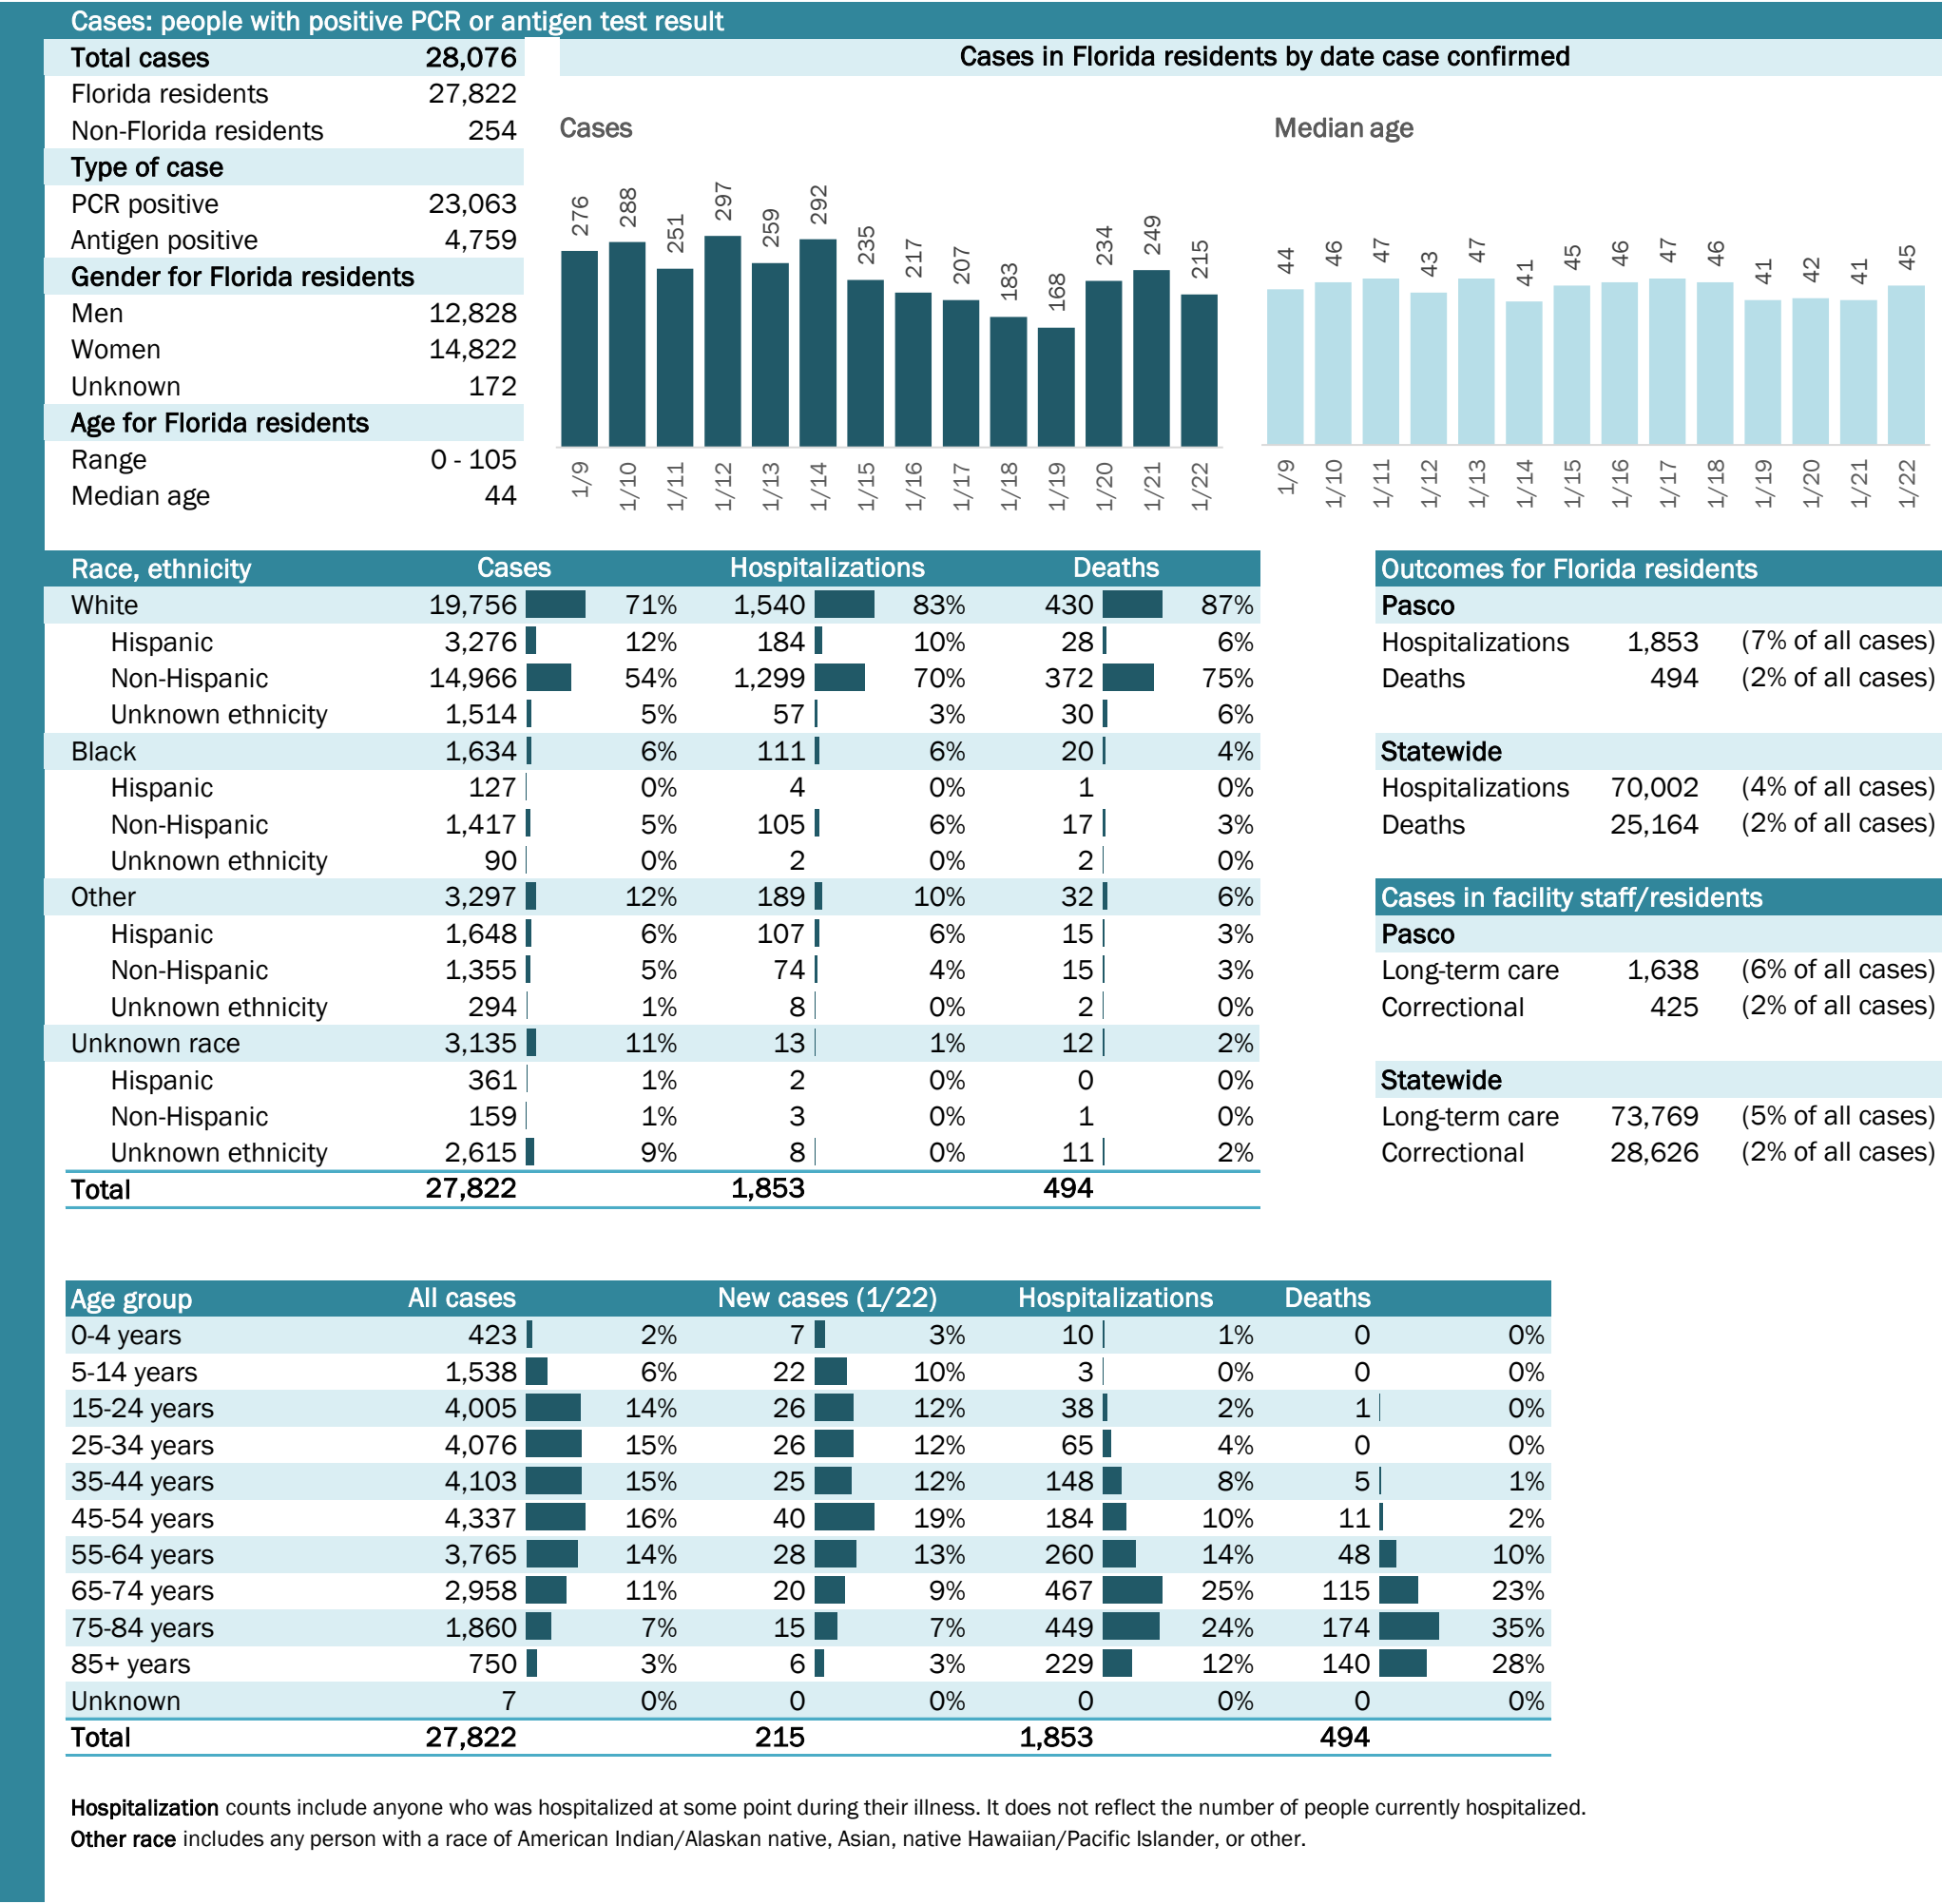 Cases: people with positive PCR or antigen test result
Total cases 28,076
Florida residents 27,822
Non-Florida residents 254
Type of case
PCR positive 23,063
Antigen positive 4,759
Gender for Florida residents
Men 12,828
Women 14,822
Unknown 172
Age for Florida residents
Range 0 - 105
Median age 44
Cases in Florida residents by date case confirmed
Cases
276 288 251 297 259 292 235 217 207 183 168 234 249 215
1/9 1/10 1/11 1/12 1/13 1/14 1/15 1/16 1/17 1/18 1/19 1/20 1/21 1/22
Median age
44 46 47 43 47 41 45 46 47 46 41 42 41 45
1/9 1/10 1/11 1/12 1/13 1/14 1/15 1/16 1/17 1/18 1/19 1/20 1/21 1/22
Race, ethnicity Cases Hospitalizations Deaths
White 19,756 71% 1,540 83% 430 87%
Hispanic 3,276 12% 184 10% 28 6%
Non-Hispanic 14,966 54% 1,299 70% 372 75%
Unknown ethnicity 1,514 5% 57 3% 30 6%
Black 1,634 6% 111 6% 20 4%
Hispanic 127 0% 4 0% 1 0%
Non-Hispanic 1,417 5% 105 6% 17 3%
Unknown ethnicity 90 0% 2 0% 2 0%
Other 3,297 12% 189 10% 32 6%
Hispanic 1,648 6% 107 6% 15 3%
Non-Hispanic 1,355 5% 74 4% 15 3%
Unknown ethnicity 294 1% 8 0% 2 0%
Unknown race 3,135 11% 13 1% 12 2%
Hispanic 361 1% 2 0% 0 0%
Non-Hispanic 159 1% 3 0% 1 0%
Unknown ethnicity 2,615 9% 8 0% 11 2%
Total 27,822 1,853 494
Outcomes for Florida residents
Pasco
Hospitalizations 1,853 (7% of all cases)
Deaths 494 (2% of all cases)
Statewide
Hospitalizations 70,002 (4% of all cases)
Deaths 25,164 (2% of all cases)
Cases in facility staff/residents
Pasco
Long-term care 1,638 (6% of all cases)
Correctional 425 (2% of all cases)
Statewide
Long-term care 73,769 (5% of all cases)
Correctional 28,626 (2% of all cases)
Age group All cases New cases (1/22) Hospitalizations Deaths
0-4 years 423 2% 7 3% 10 1% 0 0%
5-14 years 1,538 6% 22 10% 3 0% 0 0%
15-24 years 4,005 14% 26 12% 38 2% 1 0%
25-34 years 4,076 15% 26 12% 65 4% 0 0%
35-44 years 4,103 15% 25 12% 148 8% 5 1%
45-54 years 4,337 16% 40 19% 184 10% 11 2%
55-64 years 3,765 14% 28 13% 260 14% 48 10%
65-74 years 2,958 11% 20 9% 467 25% 115 23%
75-84 years 1,860 7% 15 7% 449 24% 174 35%
85+ years 750 3% 6 3% 229 12% 140 28%
Unknown 7 0% 0 0% 0 0% 0 0%
Total 27,822 215 1,853 494
Hospitalization counts include anyone who was hospitalized at some point during their illness. It does not reflect the number of people currently hospitalized.
Other race includes any person with a race of American Indian/Alaskan native, Asian, native Hawaiian/Pacific Islander, or other.